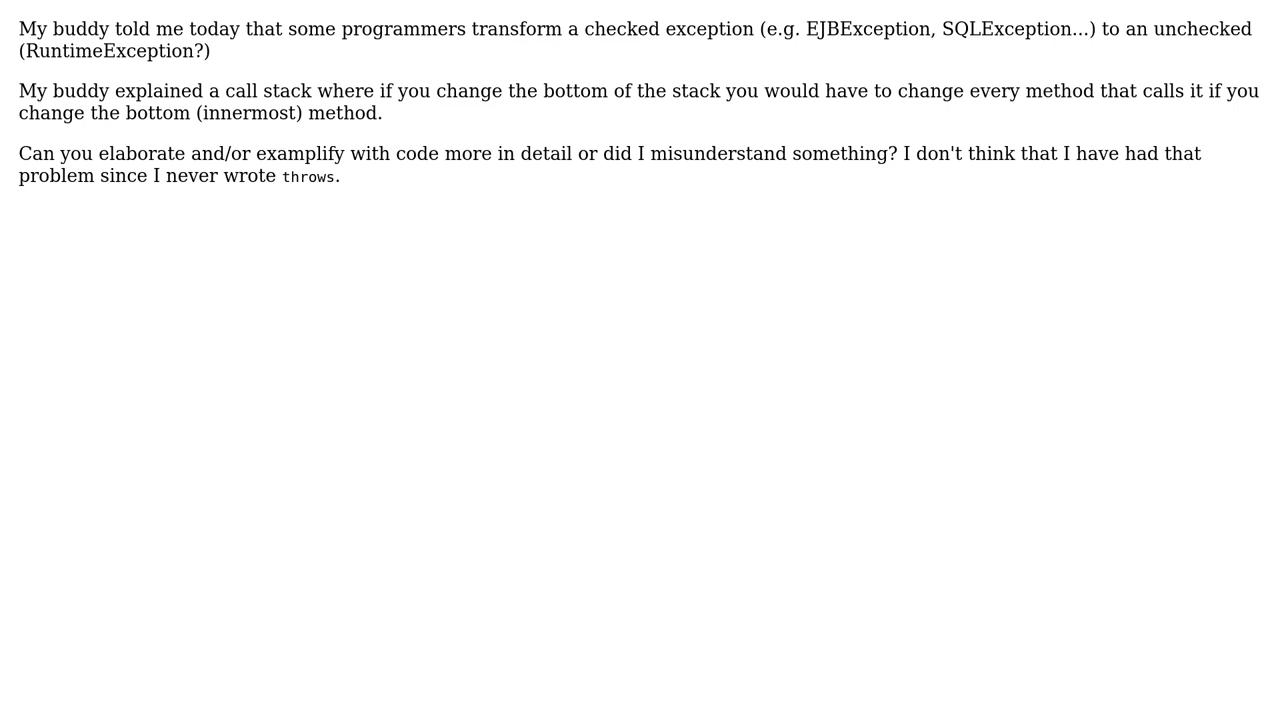 My buddy told me today that some programmers transform a checked exception (e.g. EJBException, SQLException...) to an unchecked
(RuntimeException?)
My buddy explained a call stack where if you change the bottom of the stack you would have to change every method that calls it if you
change the bottom (innermost) method.
Can you elaborate and/or examplify with code more in detail or did I misunderstand something? I don't think that I have had that
problem since I never wrote throws.